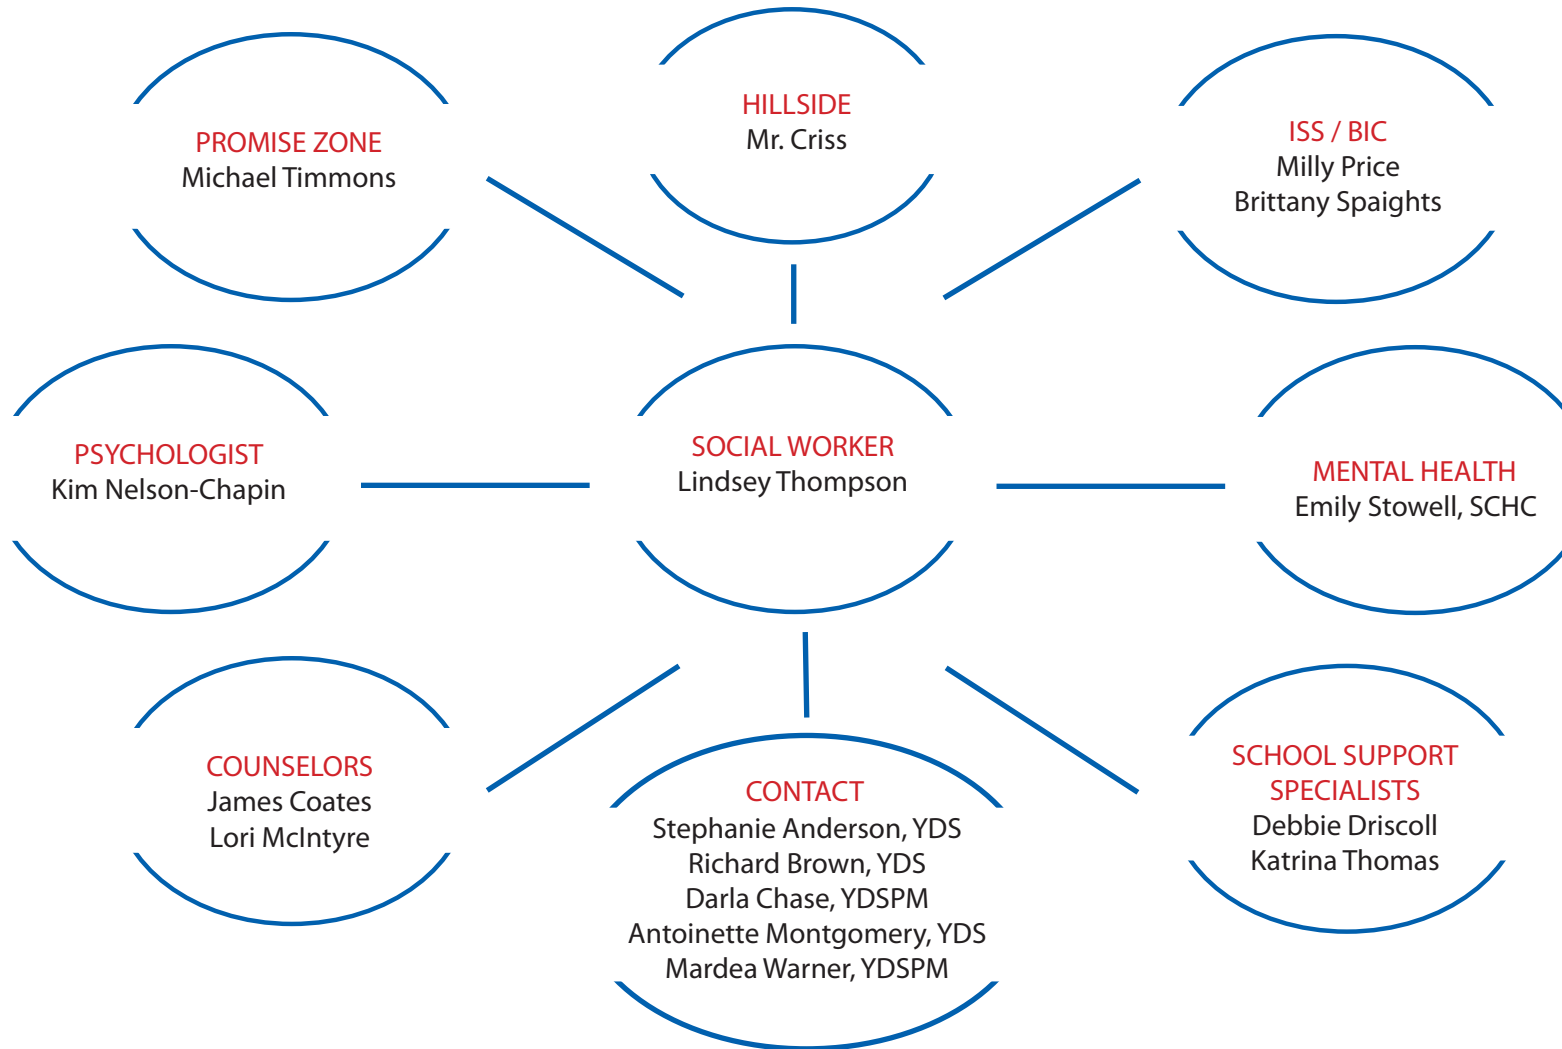 PROMISE ZONE
Michael Timmons
HILLSIDE
Mr. Criss
ISS / BIC
Milly Price
Brittany Spaights
PSYCHOLOGIST
Kim Nelson-Chapin
SOCIAL WORKER
Lindsey Thompson
MENTAL HEALTH
Emily Stowell, SCHC
COUNSELORS
James Coates
Lori McIntyre
CONTACT
Stephanie Anderson, YDS
Richard Brown, YDS
Darla Chase, YDSPM
Antoinette Montgomery, YDS
Mardea Warner, YDSPM
SCHOOL SUPPORT
SPECIALISTS
Debbie Driscoll
Katrina Thomas